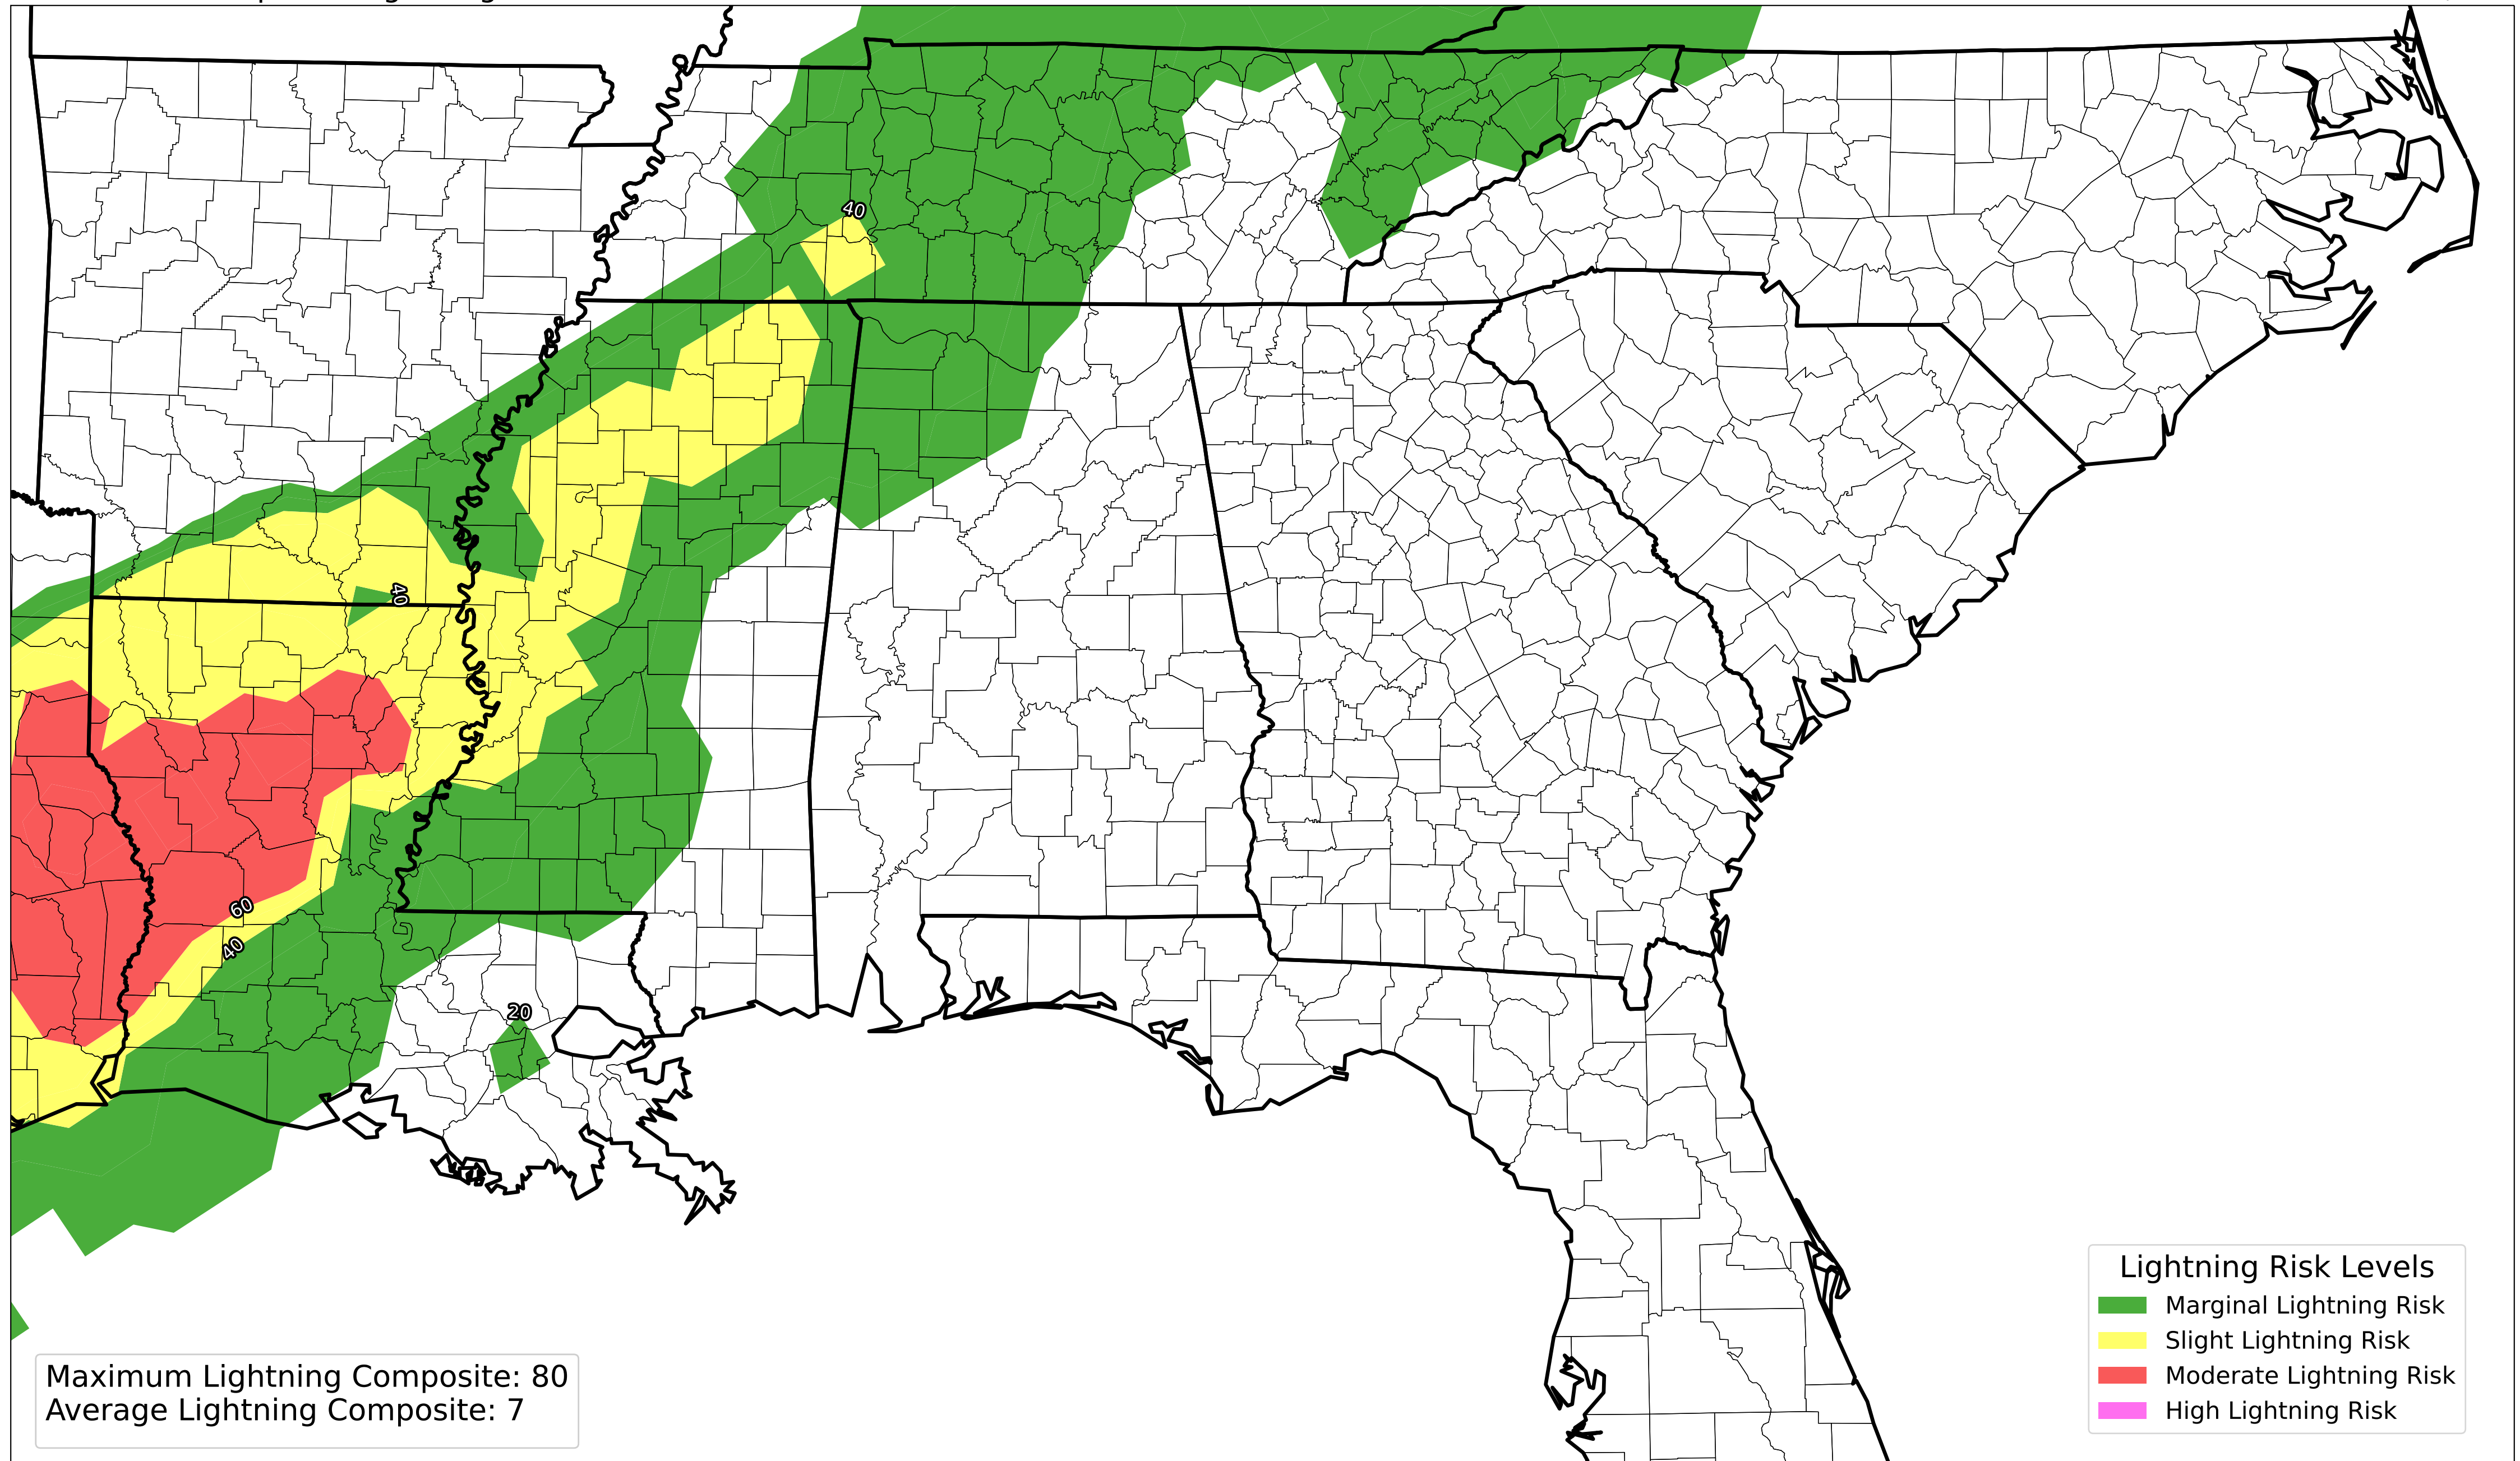 40
40
60
40
20
Lightning Risk Levels
Marginal Lightning Risk
Slight Lightning Risk
Moderate Lightning Risk
High Lightning Risk
Maximum Lightning Composite: 80
Average Lightning Composite: 7